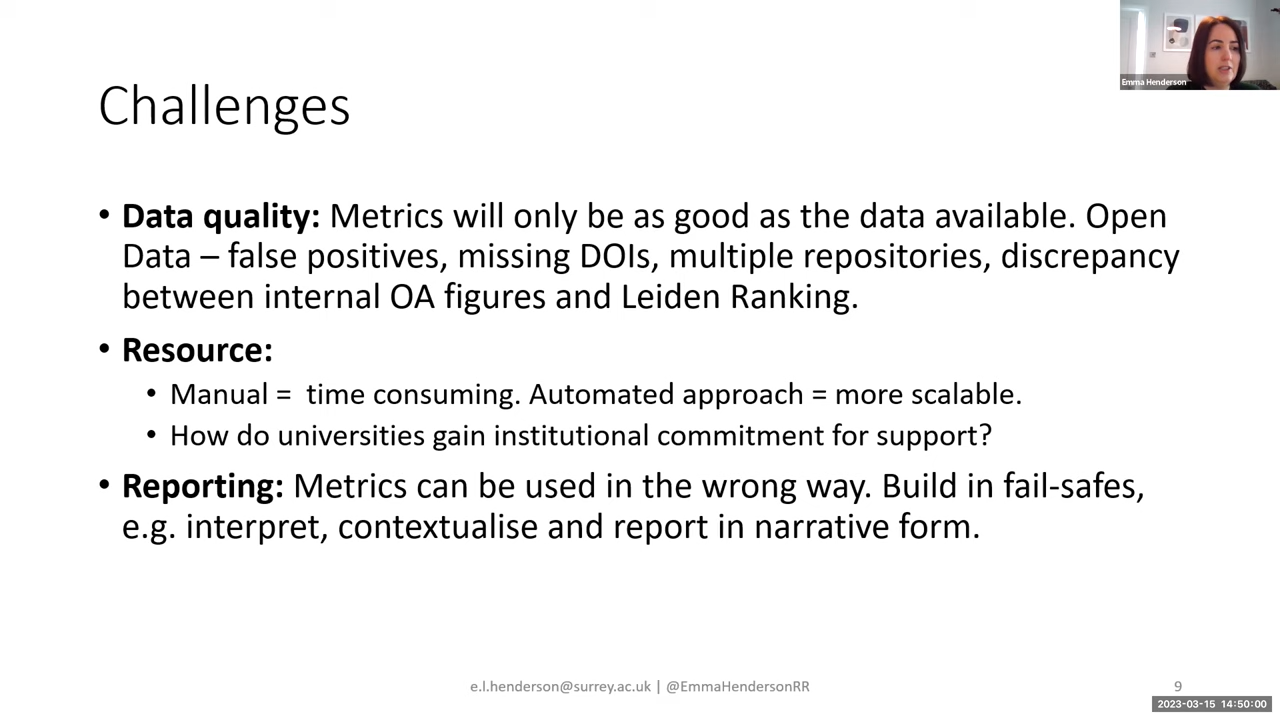 Emma Henderson
Challenges
• Data quality: Metrics will only be as good as the data available. Open
Data – false positives, missing DOIs, multiple repositories, discrepancy
between internal OA figures and Leiden Ranking.
• Resource:
• Manual =  time consuming. Automated approach = more scalable.
• How do universities gain institutional commitment for support?
• Reporting: Metrics can be used in the wrong way. Build in fail-safes,
e.g. interpret, contextualise and report in narrative form.
e.l.henderson@surrey.ac.uk | @EmmaHendersonRR
9
2023-03-15 14:50:00